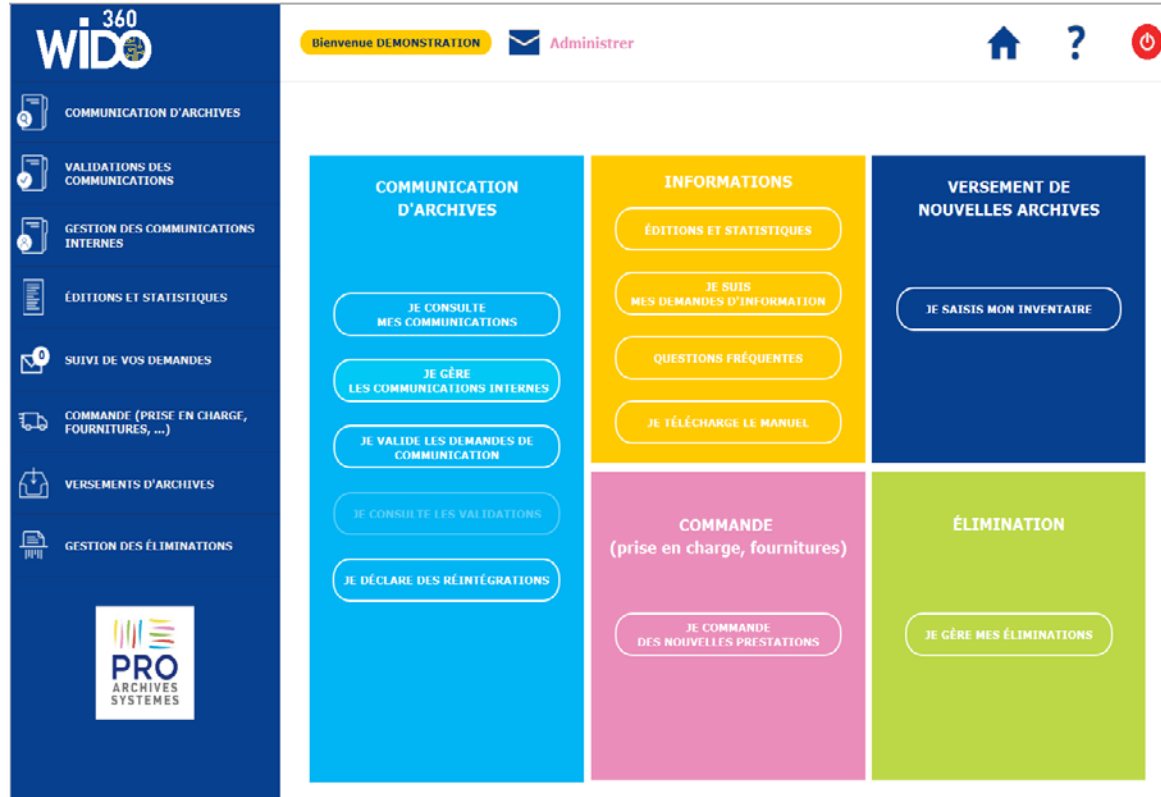 360
WiDO
Bienvenue DEMONSTRATION
Administrer
?
COMMUNICATION D'ARCHIVES
VALIDATIONS DES
COMMUNICATIONS
GESTION DES COMMUNICATIONS
INTERNES
ÉDITIONS ET STATISTIQUES
0
SUIVI DE VOS DEMANDES
COMMANDE (PRISE EN CHARGE,
FOURNITURES, ...)
VERSEMENTS D'ARCHIVES
GESTION DES ÉLIMINATIONS
PRO
ARCHIVES
SYSTEMES
COMMUNICATION
D'ARCHIVES
JE CONSULTE
MES COMMUNICATIONS
JE GÈRE
LES COMMUNICATIONS INTERNES
JE VALIDE LES DEMANDES DE
COMMUNICATION
JE CONSULTE LES VALIDATIONS
JE DÉCLARE DES RÉINTÉGRATIONS
INFORMATIONS
ÉDITIONS ET STATISTIQUES
JE SUIS
MES DEMANDES D'INFORMATION
QUESTIONS FRÉQUENTES
JE TÉLÉCHARGE LE MANUEL
VERSEMENT DE
NOUVELLES ARCHIVES
JE SAISIS MON INVENTAIRE
COMMANDE
(prise en charge, fournitures)
JE COMMANDE
DES NOUVELLES PRESTATIONS
ÉLIMINATION
JE GÈRE MES ÉLIMINATIONS